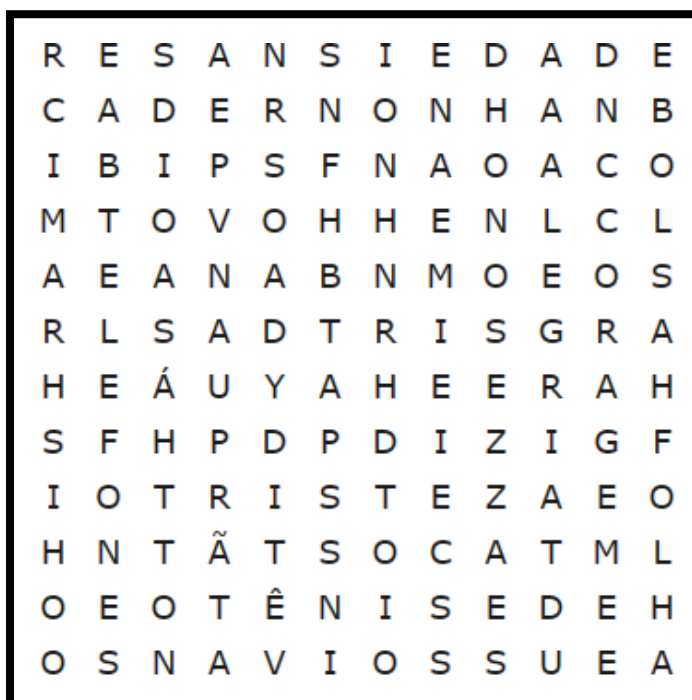 R E S A N S I E D A D E
C A D E R N O N H A N B
I B I P S F N A O A C O
M T O V O H H E N L C L
A E A N A B N M O E O S
R L S A D T R I S G R A
H E Á U Y A H E E R A H
S F H P D P D I Z I G F
I O T R I S T E Z A E O
H N T Ã T S O C A T M L
O E O T Ê N I S E D E H
O S N A V I O S S U E A